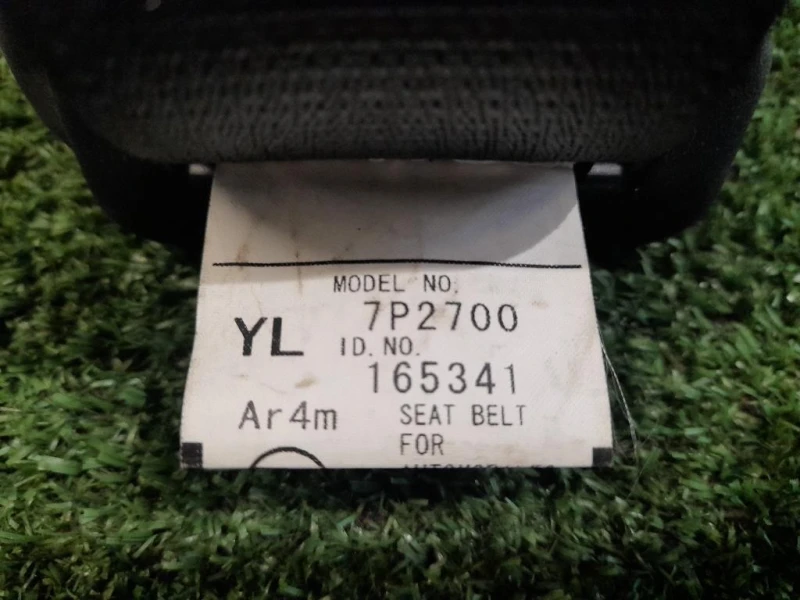 MODEL NO.
7P2700
YL
ID. NO.
165341
Ar4m
SEAT BELT
FOR